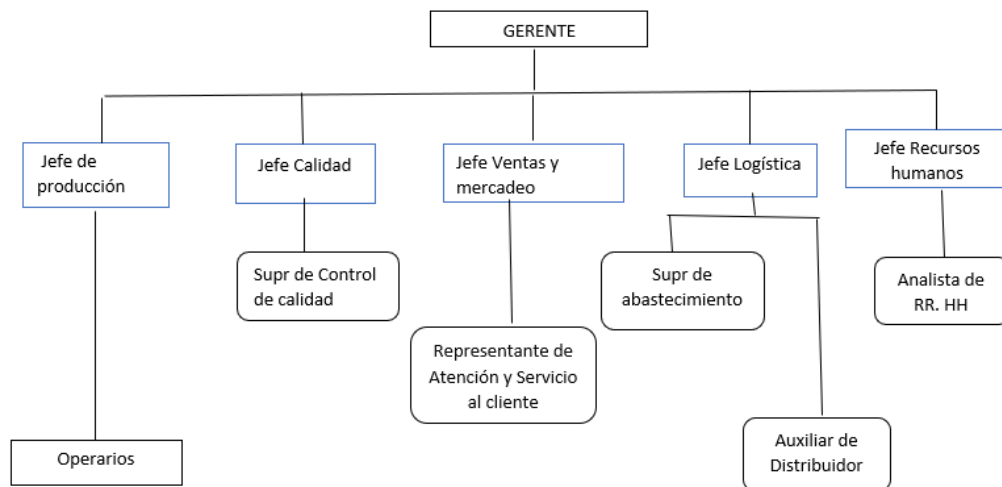 GERENTE
Jefe de
producción
Jefe Calidad
Jefe Ventas y
mercadeo
Jefe Logística
Jefe Recursos
humanos
Supr de Control
de calidad
Supr de
abastecimiento
Analista de
RR. HH
Representante de
Atención y Servicio
al cliente
Operarios
Auxiliar de
Distribuidor